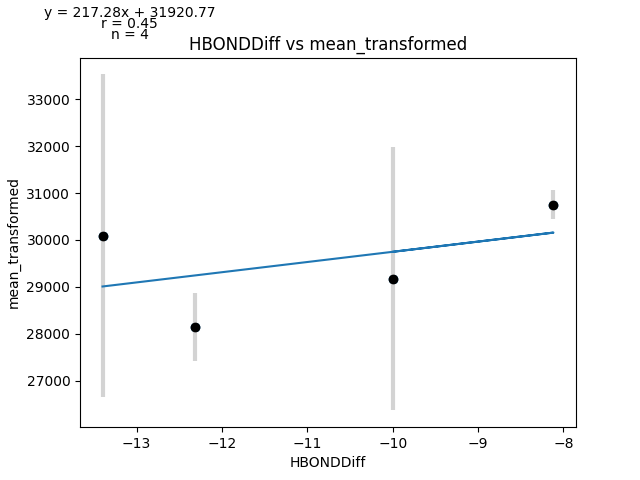 y = 217.28x + 31920.77
r = 0.45
n = 4
HBONDDiff vs mean_transformed
33000
32000
31000
30000
29000
28000
27000
mean_transformed
−13
−12
−11
−10
−9
−8
HBONDDiff